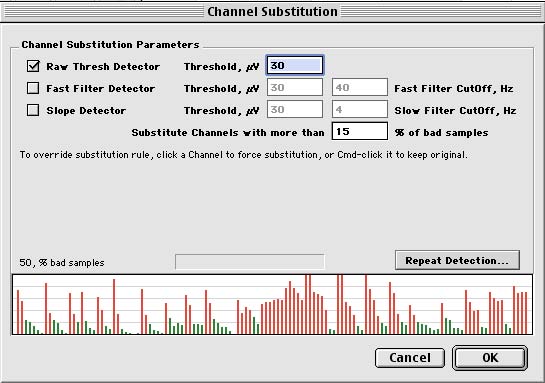 Channel Substitution
Channel Substitution Parameters
Raw Thresh Detector Threshold, µV 30
Fast Filter Detector Threshold, µV 30 40 Fast Filter CutOff, Hz
Slope Detector Threshold, µV 30 4 Slow Filter CutOff, Hz
Substitute Channels with more than 15 % of bad samples
To override substitution rule, click a Channel to force substitution, or Cmd-click it to keep original.
50, % bad samples Repeat Detection...
Cancel OK